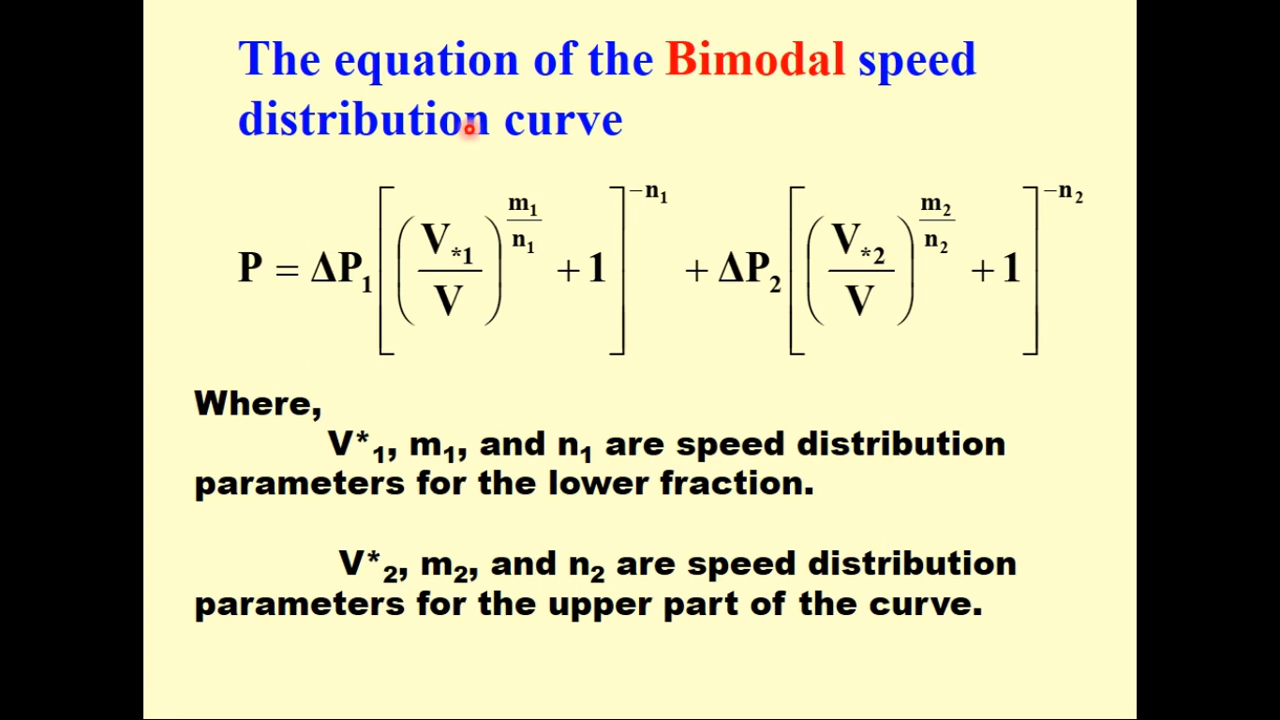 The equation of the Bimodal speed
distribution curve
P = ΔP₁ [ ( V*₁ / V )^(m₁/n₁) + 1 ]^(−n₁) + ΔP₂ [ ( V*₂ / V )^(m₂/n₂) + 1 ]^(−n₂)
Where,
V*₁, m₁, and n₁ are speed distribution
parameters for the lower fraction.
V*₂, m₂, and n₂ are speed distribution
parameters for the upper part of the curve.